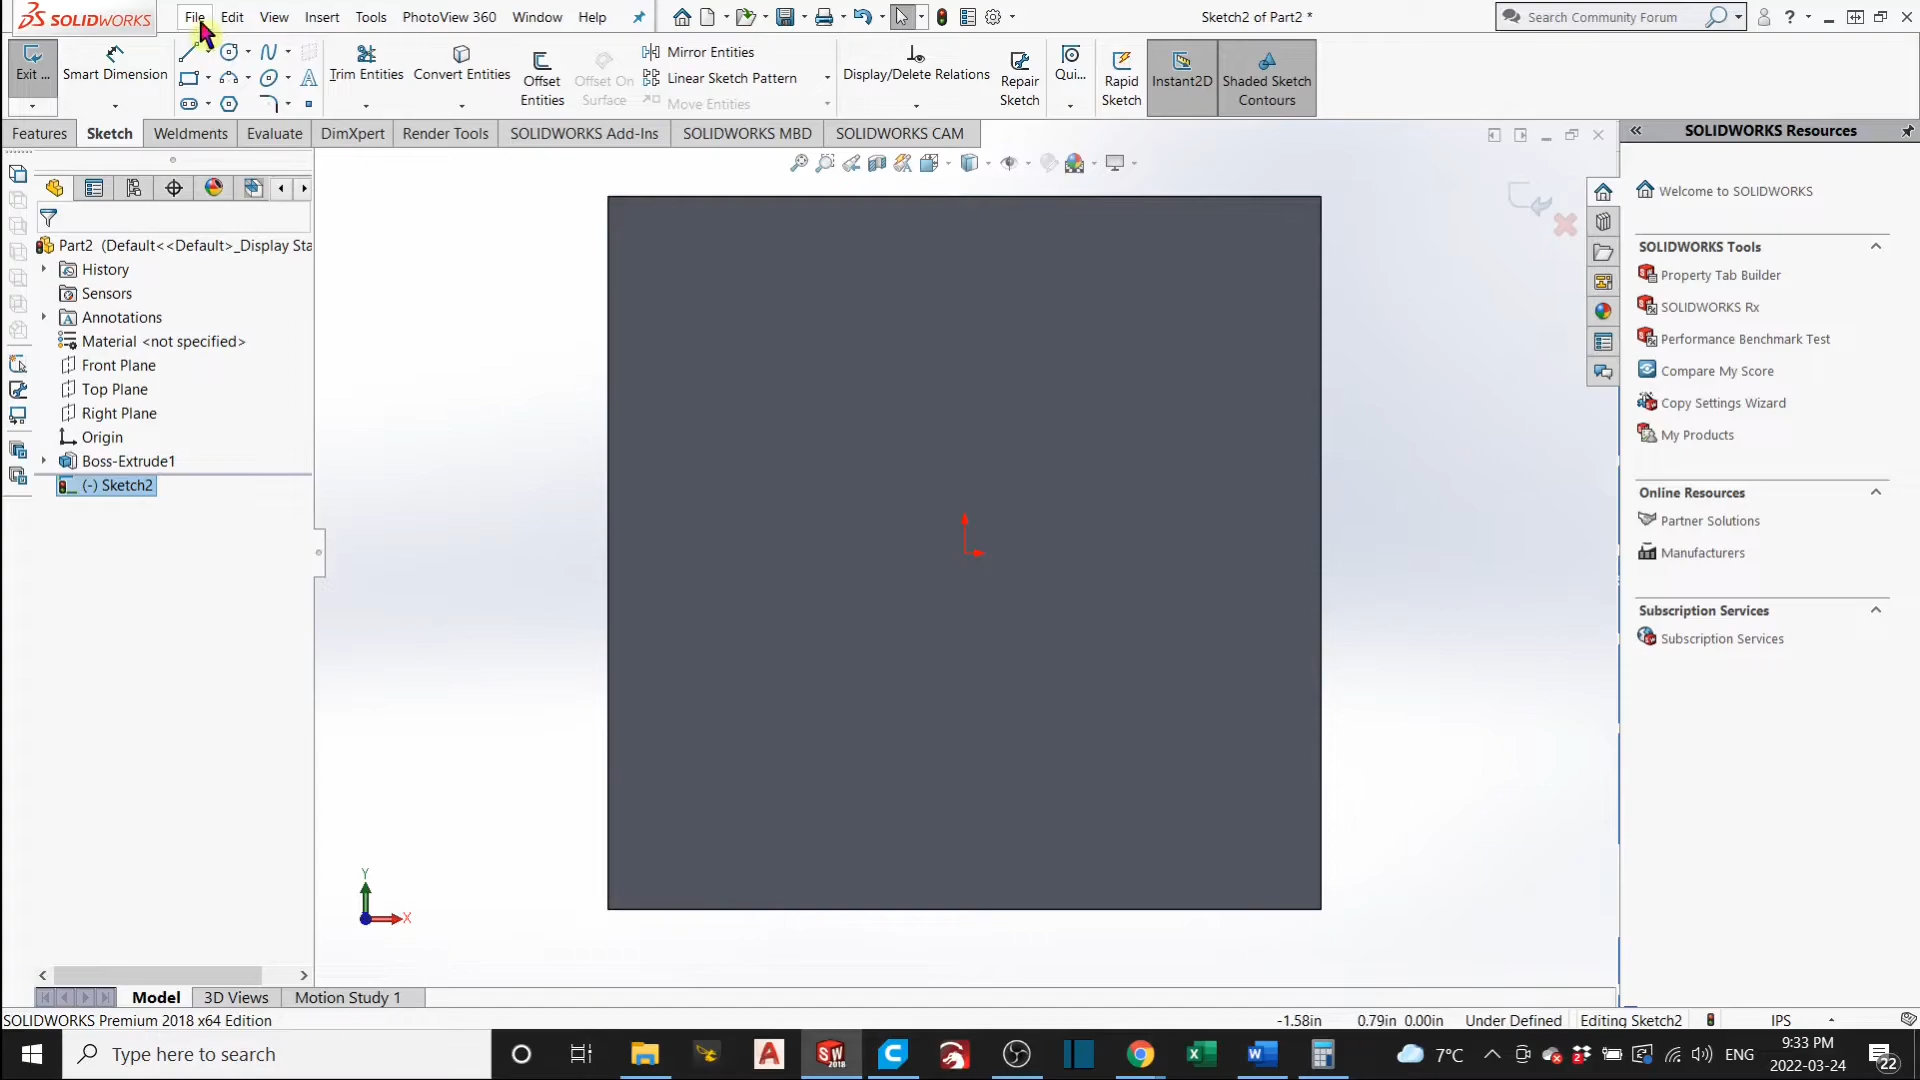 SOLIDWORKS File Edit View Insert Tools PhotoView 360 Window Help Sketch2 of Part2 * Search Community Forum ?
Exit ... Smart Dimension Trim Entities Convert Entities Offset Entities Offset On Surface Mirror Entities Linear Sketch Pattern Move Entities Display/Delete Relations Repair Sketch Qui... Rapid Sketch Instant2D Shaded Sketch Contours
Features Sketch Weldments Evaluate DimXpert Render Tools SOLIDWORKS Add-Ins SOLIDWORKS MBD SOLIDWORKS CAM
SOLIDWORKS Resources
Part2 (Default<<Default>_Display Sta
History
Sensors
Annotations
Material <not specified>
Front Plane
Top Plane
Right Plane
Origin
Boss-Extrude1
(-) Sketch2
Y
X
Welcome to SOLIDWORKS
SOLIDWORKS Tools
Property Tab Builder
SOLIDWORKS Rx
Performance Benchmark Test
Compare My Score
Copy Settings Wizard
My Products
Online Resources
Partner Solutions
Manufacturers
Subscription Services
Subscription Services
Model 3D Views Motion Study 1
SOLIDWORKS Premium 2018 x64 Edition -1.58in 0.79in 0.00in Under Defined Editing Sketch2 IPS
Type here to search 7°C ENG 9:33 PM
2022-03-24 22